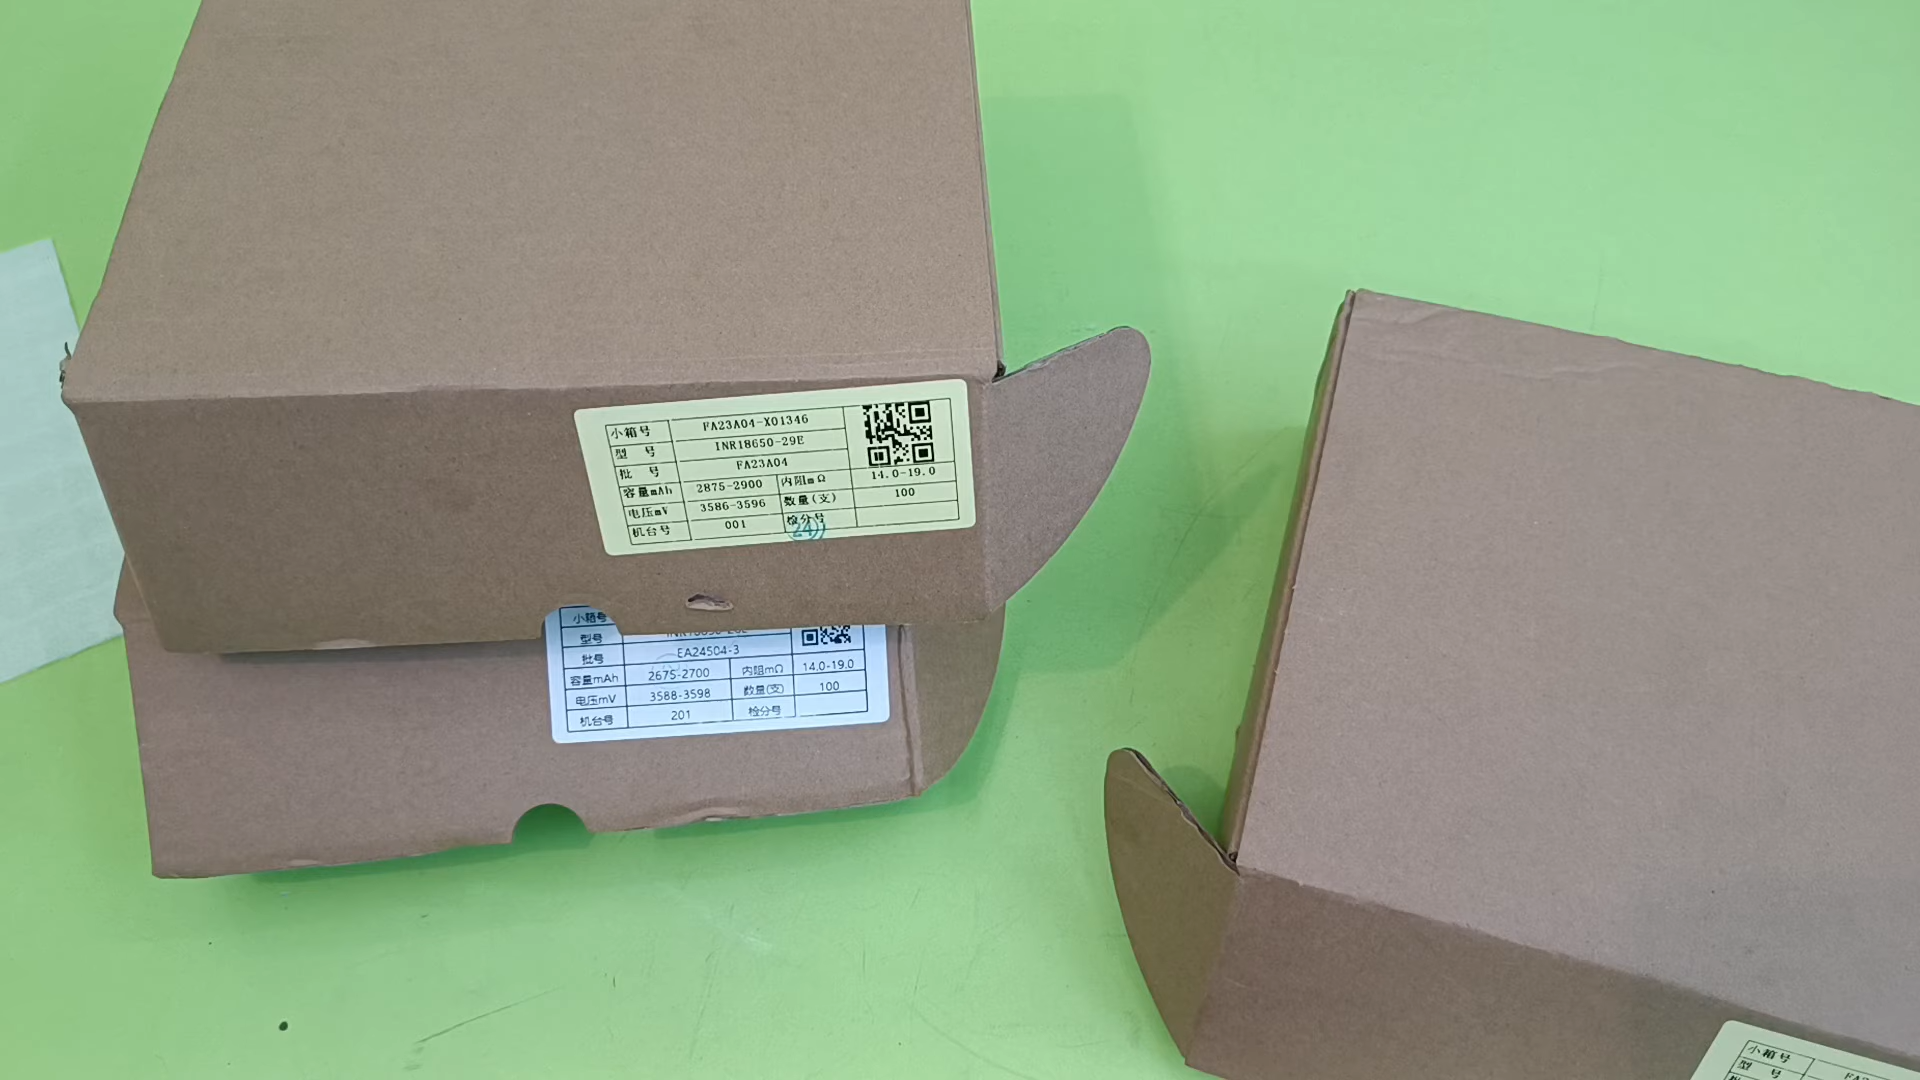 小箱号 FA23A04-X01346
型 号 INR18650-29E
批 号 FA23A04
容量mAh 2875-2900 内阻mΩ 14.0-19.0
电压mV 3586-3596 数量(支) 100
机台号 001 检分号
24
小箱号
型号
批号 EA24504-3
容量mAh 2675-2700 内阻mΩ 14.0-19.0
电压mV 3588-3598 数量(支) 100
机台号 201 检分号
小箱号
型 号